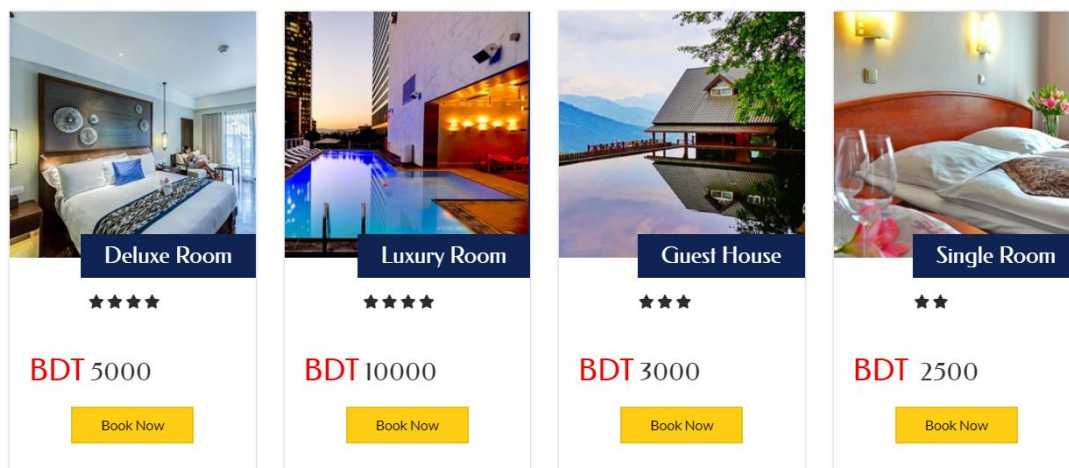 Deluxe Room
★★★★
BDT 5000
Book Now
Luxury Room
★★★★
BDT 10000
Book Now
Guest House
★★★
BDT 3000
Book Now
Single Room
★★
BDT 2500
Book Now